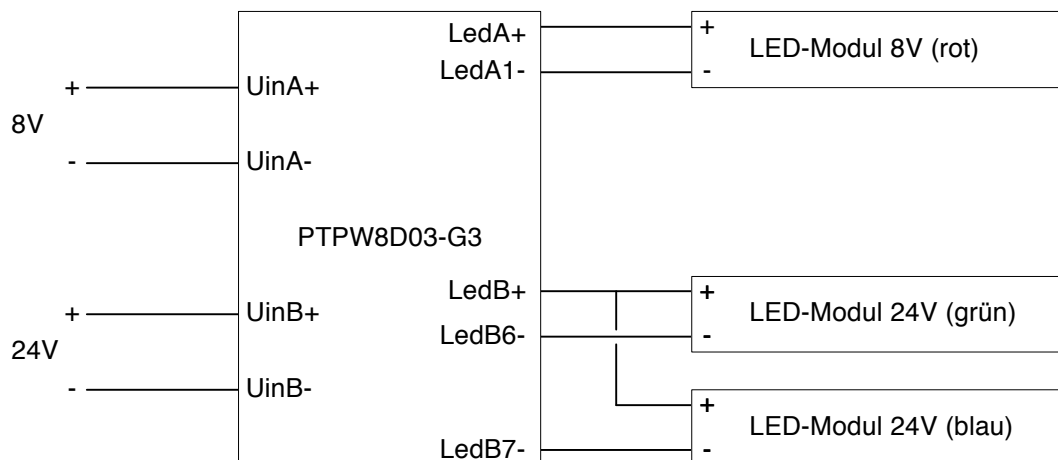 LedA+
+
LED-Modul 8V (rot)
LedA1-
-
+
UinA+
8V
-
UinA-
PTPW8D03-G3
LedB+
+
LED-Modul 24V (grün)
+
UinB+
LedB6-
-
24V
-
UinB-
+
LED-Modul 24V (blau)
LedB7-
-